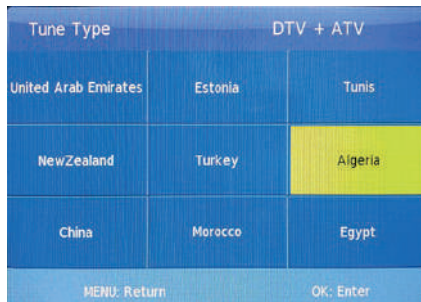 Tune Type DTV + ATV
United Arab Emirates Estonia Tunis
NewZealand Turkey Algeria
China Morocco Egypt
MENU: Return OK: Enter